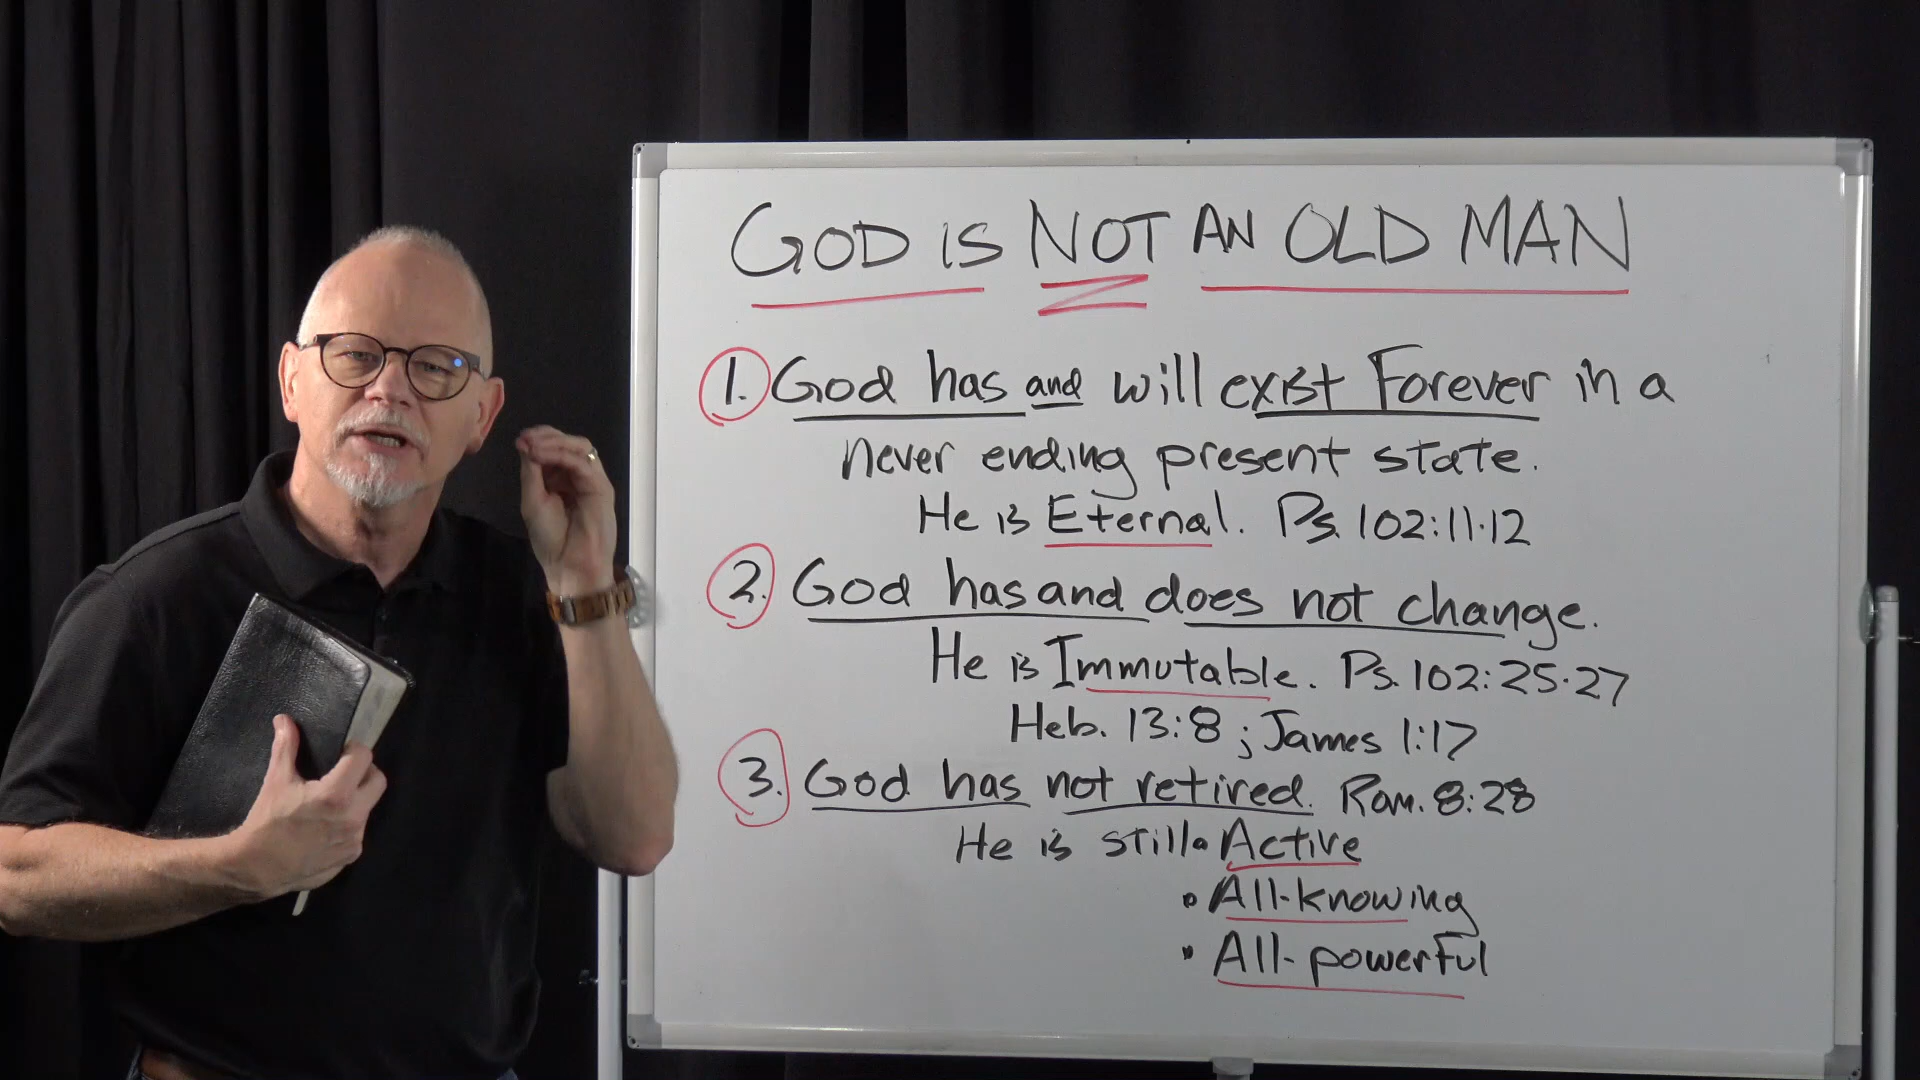 GOD IS NOT AN OLD MAN
1. God has and will exist Forever in a
never ending present state.
He is Eternal. Ps. 102:11-12
2. God has and does not change.
He is Immutable. Ps. 102:25-27
Heb. 13:8 ; James 1:17
3. God has not retired. Rom. 8:28
He is still • Active
• All-knowing
• All-powerful